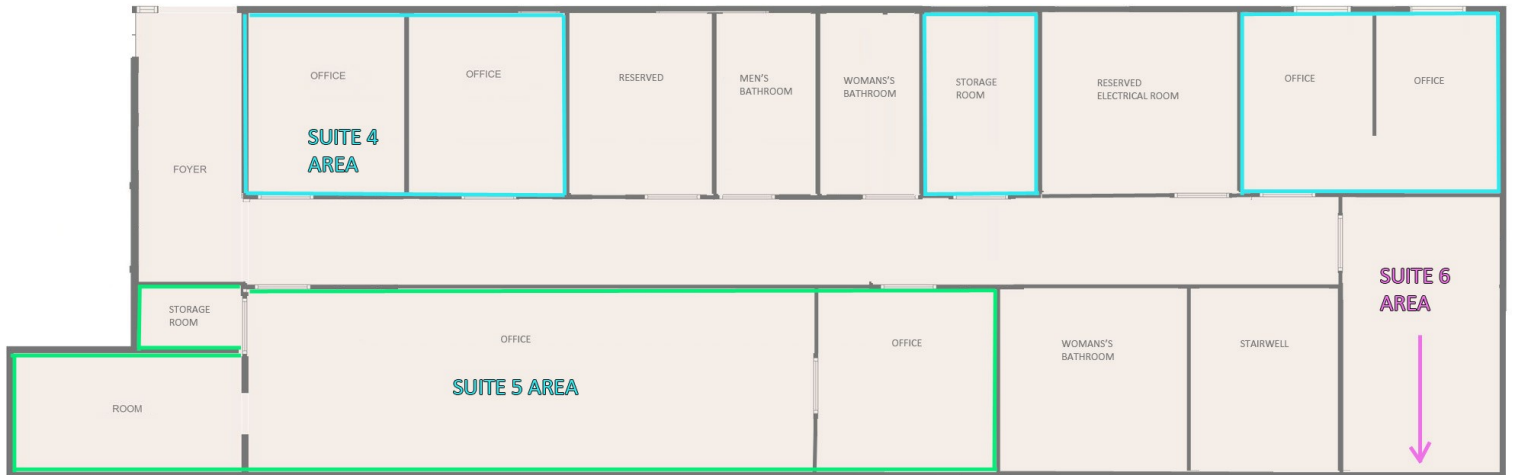 OFFICE
OFFICE
RESERVED
MEN'S
BATHROOM
WOMANS'S
BATHROOM
STORAGE
ROOM
RESERVED
ELECTRICAL ROOM
OFFICE
OFFICE
SUITE 4
AREA
FOYER
SUITE 6
AREA
STORAGE
ROOM
OFFICE
OFFICE
WOMANS'S
BATHROOM
STAIRWELL
SUITE 5 AREA
ROOM